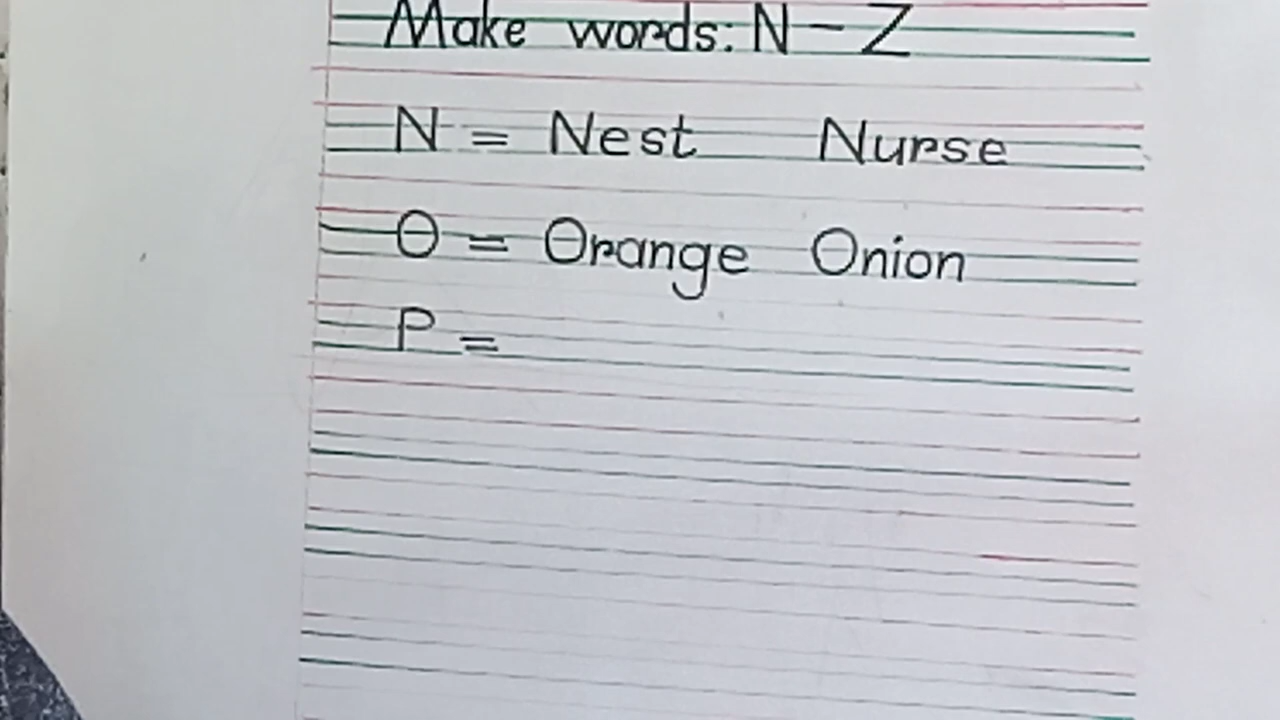 Make words: N - Z
N = Nest Nurse
O = Orange Onion
P =